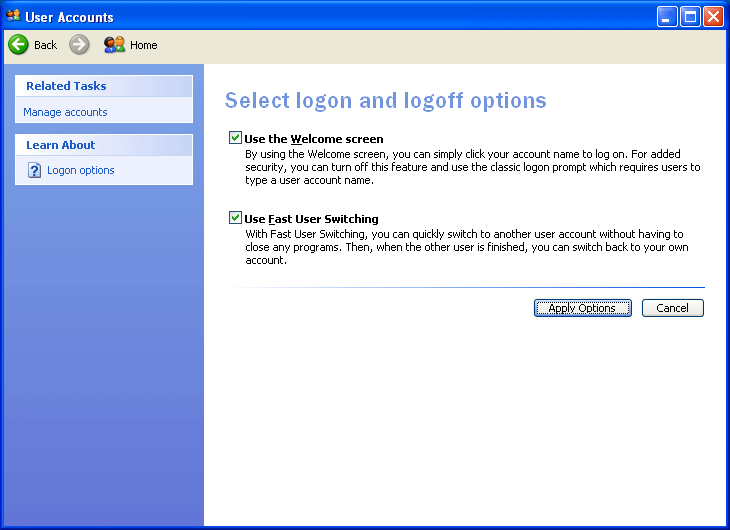 User Accounts
Back
Home
Related Tasks
Manage accounts
Learn About
Logon options
Select logon and logoff options
Use the Welcome screen
By using the Welcome screen, you can simply click your account name to log on. For added
security, you can turn off this feature and use the classic logon prompt which requires users to
type a user account name.
Use Fast User Switching
With Fast User Switching, you can quickly switch to another user account without having to
close any programs. Then, when the other user is finished, you can switch back to your own
account.
Apply Options
Cancel